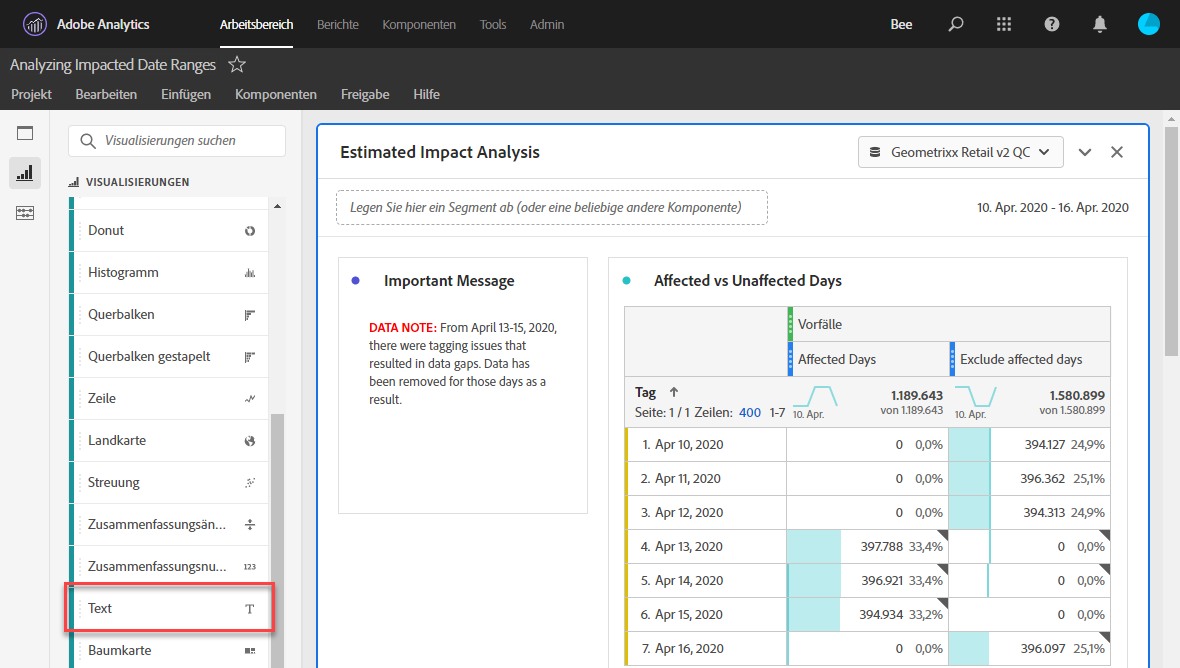 Adobe Analytics
Arbeitsbereich Berichte Komponenten Tools Admin
Bee
Analyzing Impacted Date Ranges
Projekt Bearbeiten Einfügen Komponenten Freigabe Hilfe
Visualisierungen suchen
VISUALISIERUNGEN
Donut
Histogramm
Querbalken
Querbalken gestapelt
Zeile
Landkarte
Streuung
Zusammenfassungsän...
Zusammenfassungsnu... 123
Text T
Baumkarte
Estimated Impact Analysis
Geometrixx Retail v2 QC
Legen Sie hier ein Segment ab (oder eine beliebige andere Komponente)
10. Apr. 2020 - 16. Apr. 2020
Important Message
DATA NOTE: From April 13-15, 2020,
there were tagging issues that
resulted in data gaps. Data has
been removed for those days as a
result.
Affected vs Unaffected Days
Vorfälle
Affected Days Exclude affected days
Tag
Seite: 1 / 1 Zeilen: 400 1-7
10. Apr.
1.189.643
von 1.189.643
10. Apr.
1.580.899
von 1.580.899
1. Apr 10, 2020 0 0,0% 394.127 24,9%
2. Apr 11, 2020 0 0,0% 396.362 25,1%
3. Apr 12, 2020 0 0,0% 394.313 24,9%
4. Apr 13, 2020 397.788 33,4% 0 0,0%
5. Apr 14, 2020 396.921 33,4% 0 0,0%
6. Apr 15, 2020 394.934 33,2% 0 0,0%
7. Apr 16, 2020 0 0,0% 396.097 25,1%